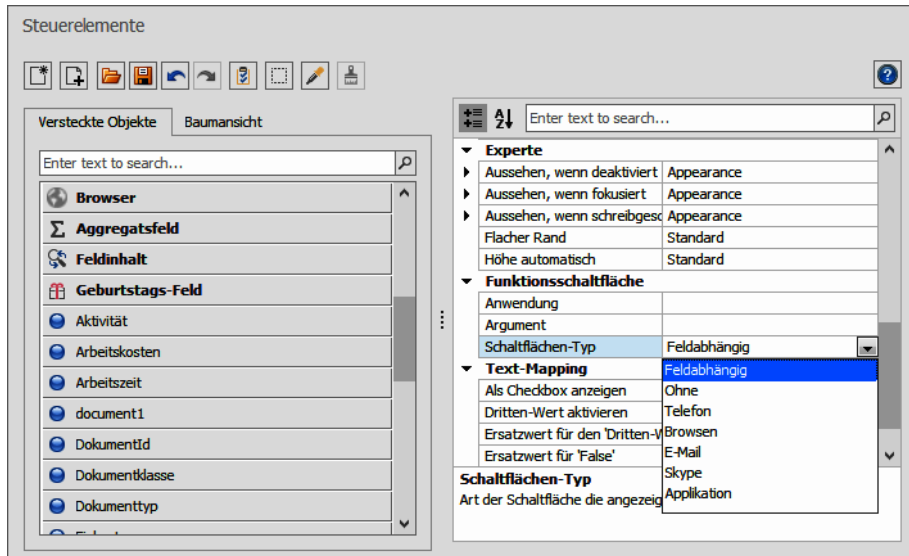 Steuerelemente
Versteckte Objekte
Baumansicht
Enter text to search...
Browser
Aggregatsfeld
Feldinhalt
Geburtstags-Feld
Aktivität
Arbeitskosten
Arbeitszeit
document1
DokumentId
Dokumentklasse
Dokumenttyp
Enter text to search...
Experte
Aussehen, wenn deaktiviert Appearance
Aussehen, wenn fokusiert Appearance
Aussehen, wenn schreibgesc Appearance
Flacher Rand Standard
Höhe automatisch Standard
Funktionsschaltfläche
Anwendung
Argument
Schaltflächen-Typ Feldabhängig
Text-Mapping
Als Checkbox anzeigen
Dritten-Wert aktivieren
Ersatzwert für den 'Dritten-W
Ersatzwert für 'False'
Feldabhängig
Ohne
Telefon
Browsen
E-Mail
Skype
Applikation
Schaltflächen-Typ
Art der Schaltfläche die angezeig